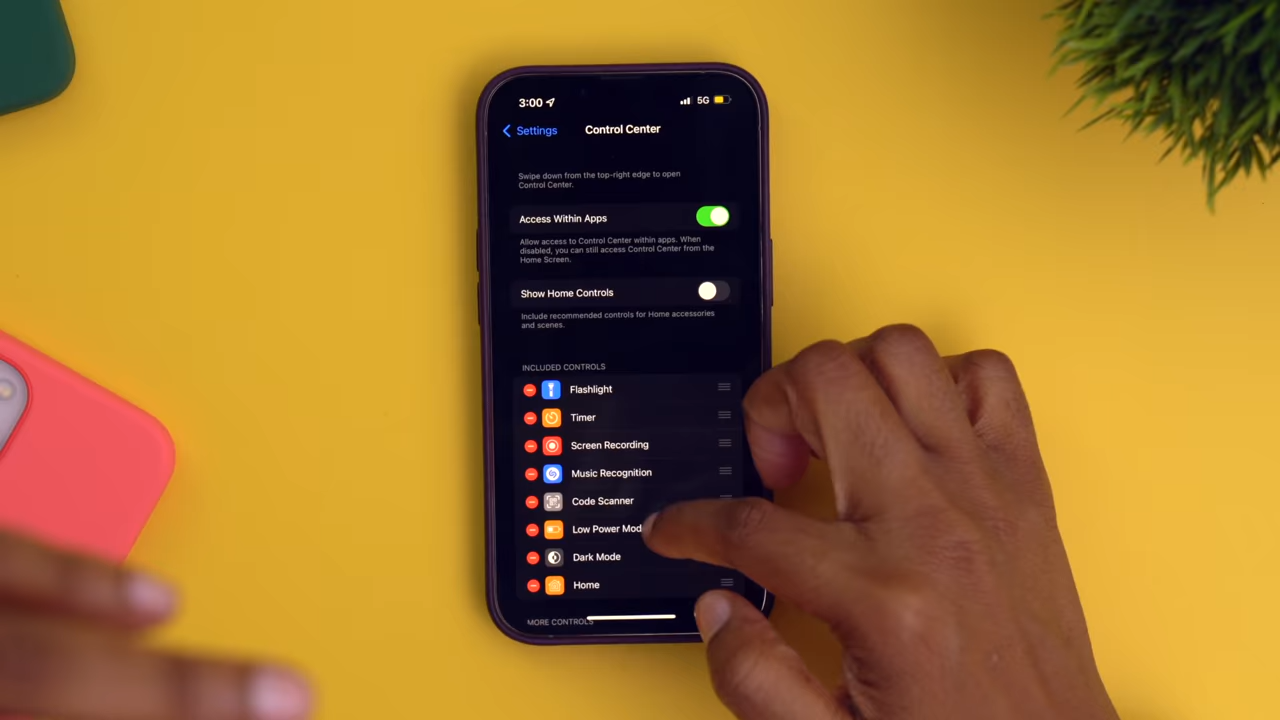 3:00
5G
Settings
Control Center
Swipe down from the top-right edge to open
Control Center.
Access Within Apps
Allow access to Control Center within apps. When
disabled, you can still access Control Center from the
Home Screen.
Show Home Controls
Include recommended controls for Home accessories
and scenes.
INCLUDED CONTROLS
Flashlight
Timer
Screen Recording
Music Recognition
Code Scanner
Low Power Mod
Dark Mode
Home
MORE CONTROLS